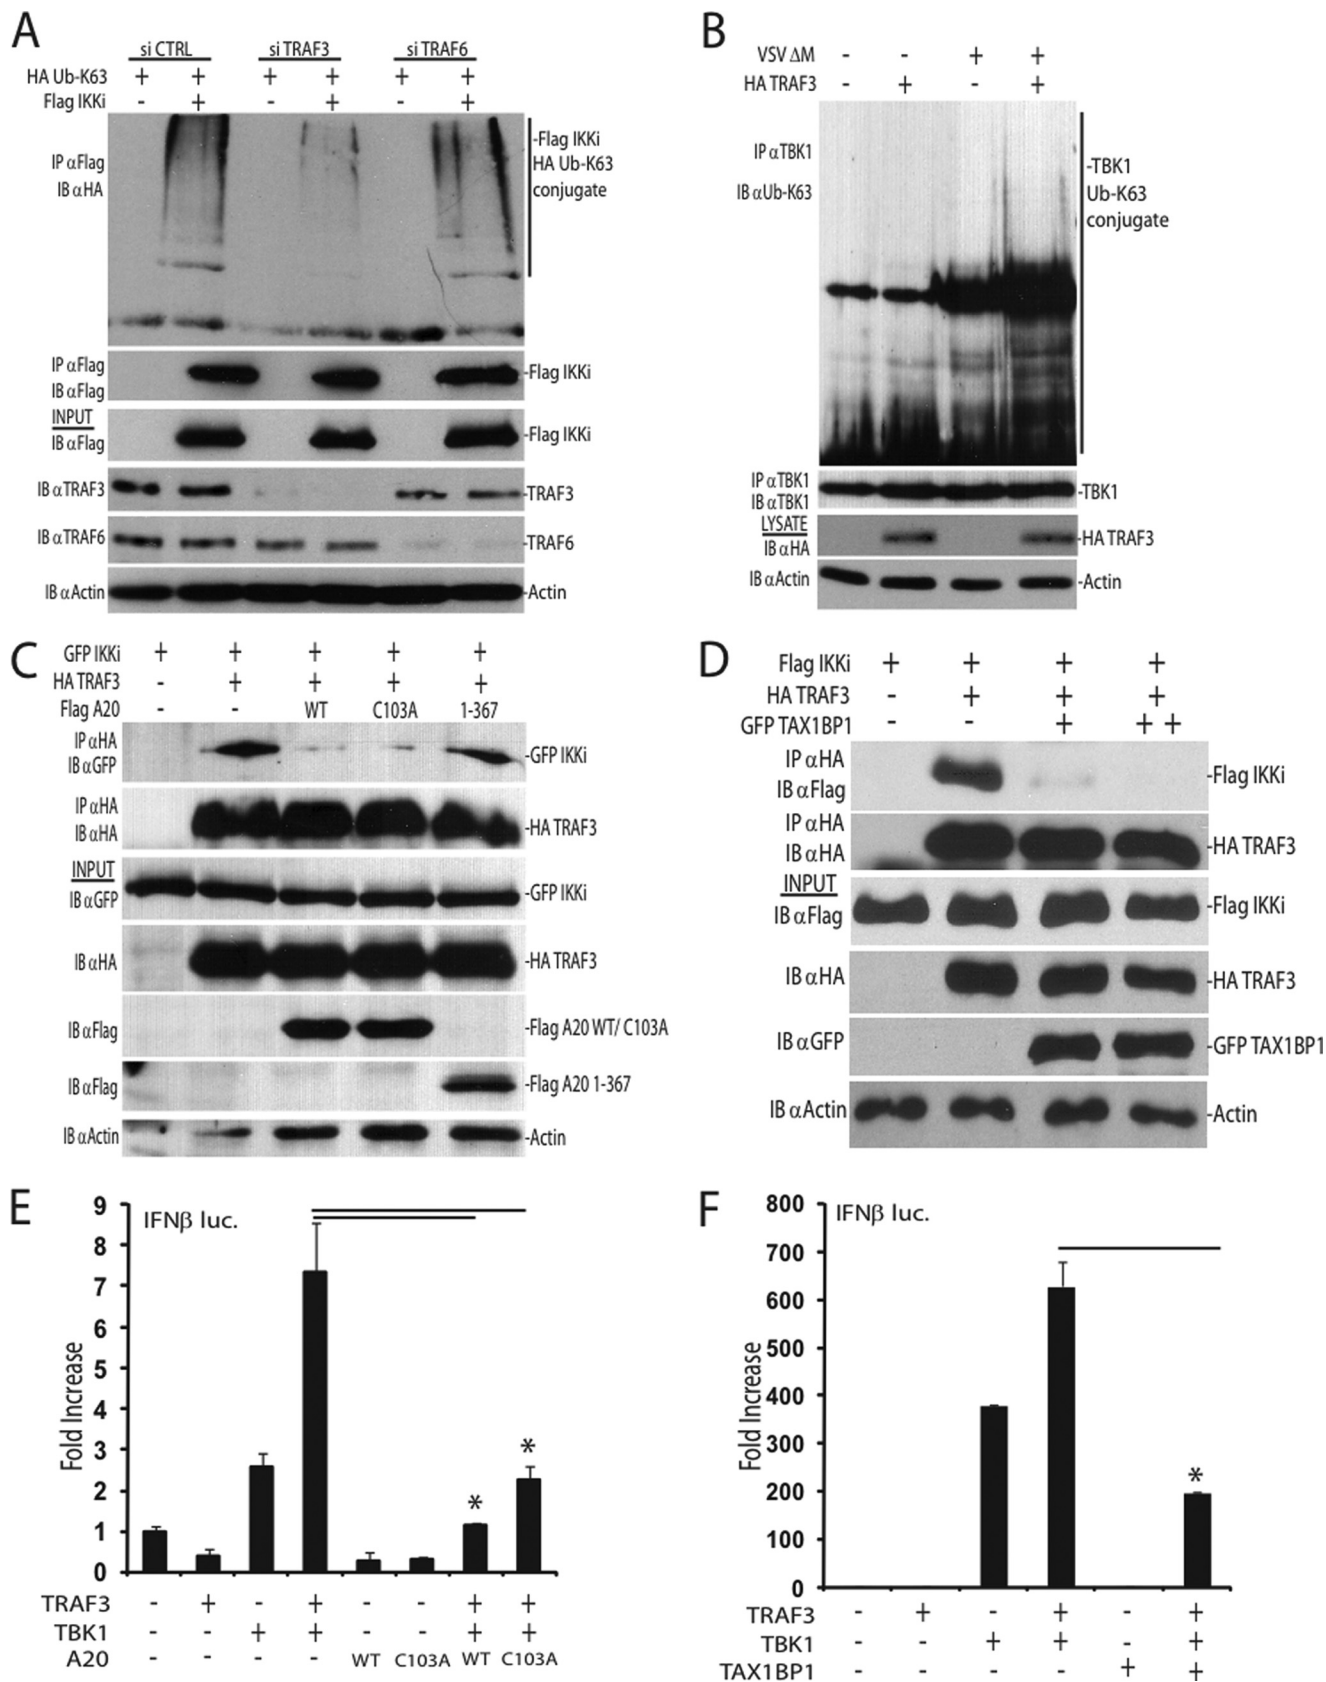 A
si CTRL si TRAF3 si TRAF6
HA Ub-K63 + + + + + +
Flag IKKi - + - + - +
IP αFlag
IB αHA
-Flag IKKi
HA Ub-K63
conjugate
IP αFlag
IB αFlag
-Flag IKKi
INPUT
IB αFlag
-Flag IKKi
IB αTRAF3 -TRAF3
IB αTRAF6 -TRAF6
IB αActin -Actin
B
VSV ΔM - - + +
HA TRAF3 - + - +
IP αTBK1
IB αUb-K63
-TBK1
Ub-K63
conjugate
IP αTBK1
IB αTBK1
-TBK1
LYSATE
IB αHA
-HA TRAF3
IB αActin -Actin
C
GFP IKKi + + + + +
HA TRAF3 - + + + +
Flag A20 - - WT C103A 1-367
IP αHA
IB αGFP
-GFP IKKi
IP αHA
IB αHA
-HA TRAF3
INPUT
IB αGFP
-GFP IKKi
IB αHA -HA TRAF3
IB αFlag -Flag A20 WT/ C103A
IB αFlag -Flag A20 1-367
IB αActin -Actin
D
Flag IKKi + + + +
HA TRAF3 - + + +
GFP TAX1BP1 - - + + +
IP αHA
IB αFlag
-Flag IKKi
IP αHA
IB αHA
-HA TRAF3
INPUT
IB αFlag
-Flag IKKi
IB αHA -HA TRAF3
IB αGFP -GFP TAX1BP1
IB αActin -Actin
E
IFNβ luc.
Fold Increase
9
8
7
6
5
4
3
2
1
0
* *
TRAF3 - + - + - - + +
TBK1 - - + + - - + +
A20 - - - - WT C103A WT C103A
F
IFNβ luc.
Fold Increase
800
700
600
500
400
300
200
100
0
*
TRAF3 - + - + - +
TBK1 - - + + - +
TAX1BP1 - - - - + +